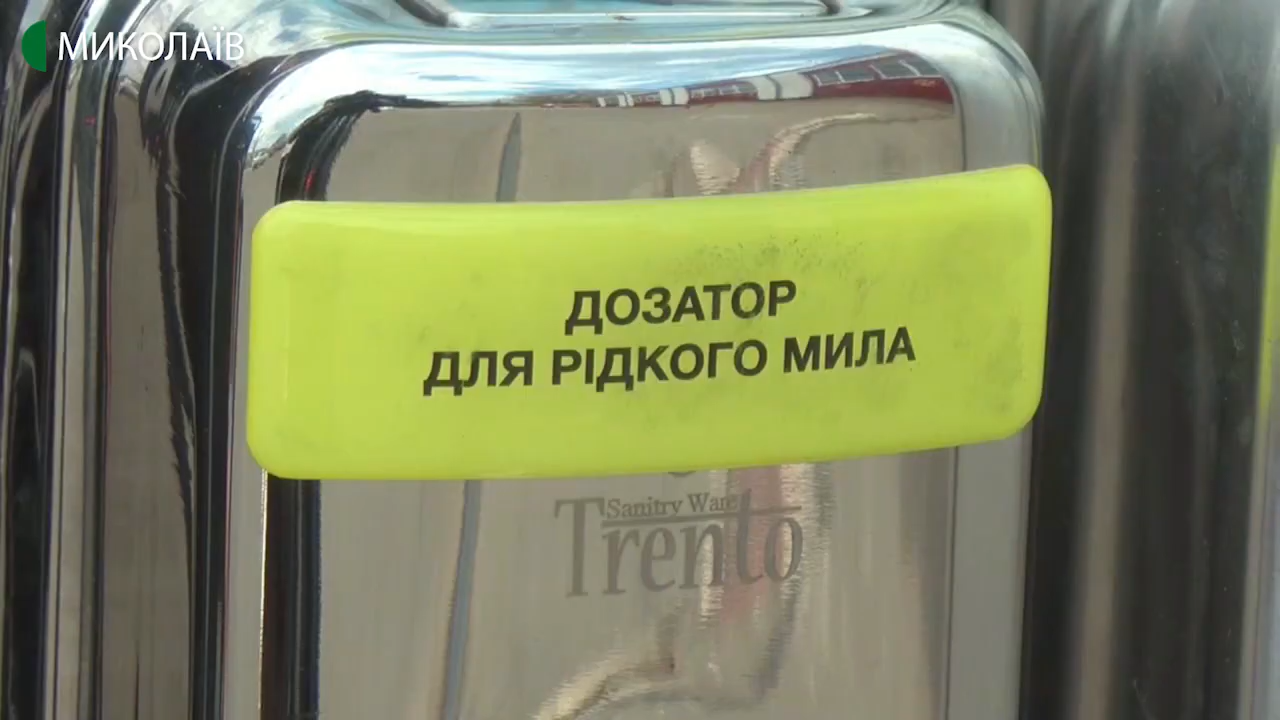 МИКОЛАЇВ
ДОЗАТОР
ДЛЯ РІДКОГО МИЛА
Sanitry Ware
Trento